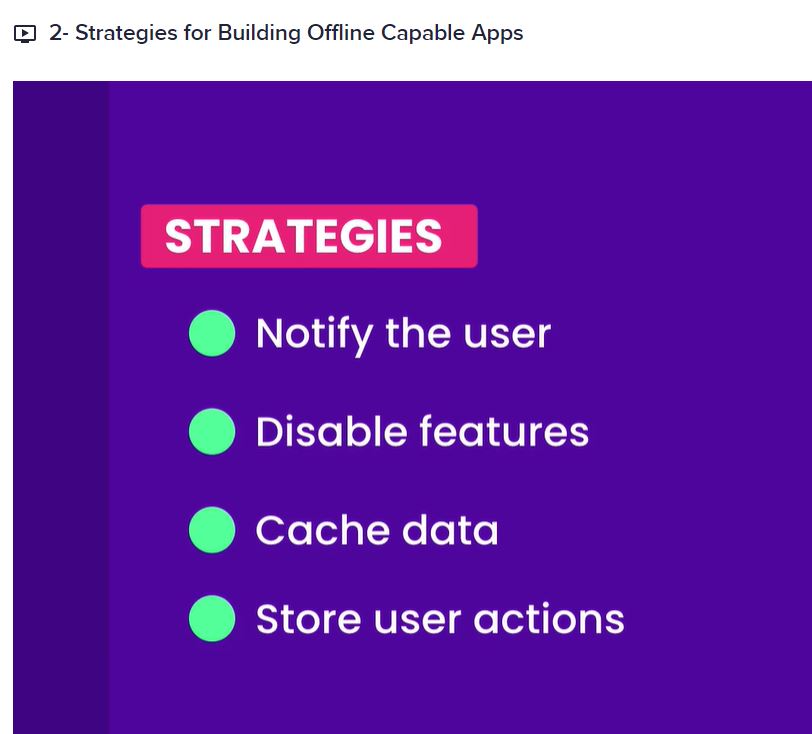 2- Strategies for Building Offline Capable Apps
STRATEGIES
Notify the user
Disable features
Cache data
Store user actions